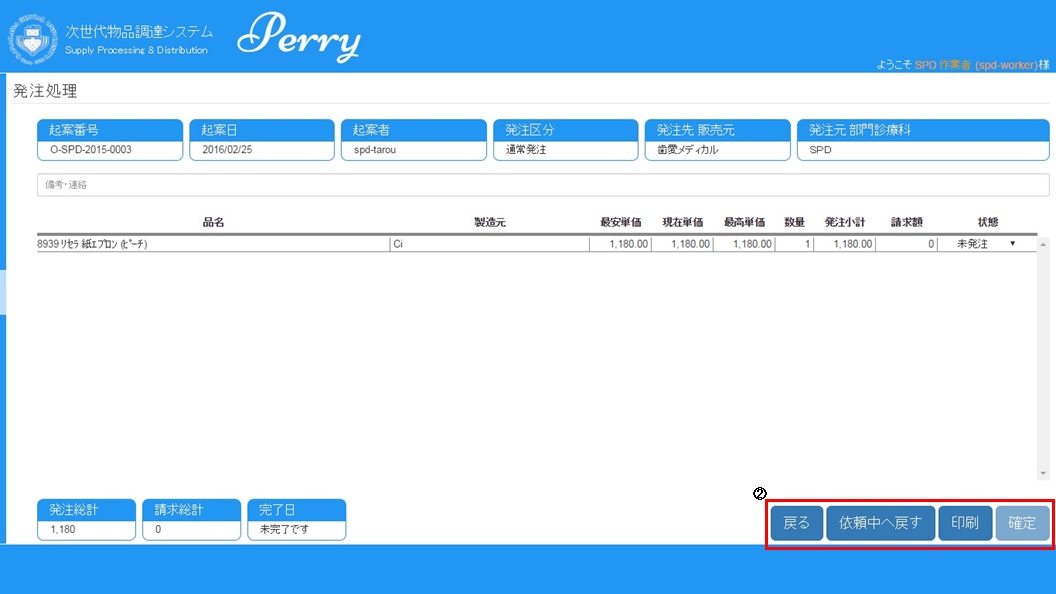 次世代物品調達システム
Supply Processing & Distribution
Perry
ようこそ SPD 作業者 (spd-worker)様
発注処理
起案番号 起案日 起案者 発注区分 発注先 販売元 発注元 部門診療科
O-SPD-2015-0003 2016/02/25 spd-tarou 通常発注 歯愛メディカル SPD
備考・連絡
品名 製造元 最安単価 現在単価 最高単価 数量 発注小計 請求額 状態
8939 ﾘｾﾗ 紙ｴﾌﾟﾛﾝ (ﾋﾟｰﾁ) Ci 1,180.00 1,180.00 1,180.00 1 1,180.00 0 未発注 ▼
②
発注総計 請求総計 完了日
1,180 0 未完了です
戻る 依頼中へ戻す 印刷 確定